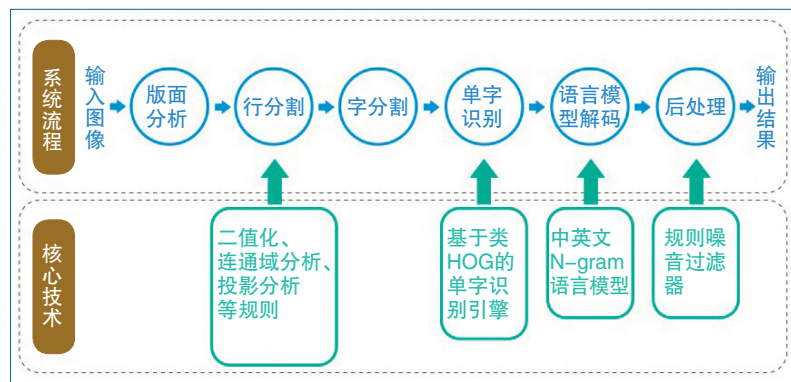 系统流程
输入图像
版面
分析
行分割
字分割
单字
识别
语言模
型解码
后处理
输出结果
核心技术
二值化、
连通域分析、
投影分析
等规则
基于类
HOG的
单字识
别引擎
中英文
N-gram
语言模型
规则噪
音过滤
器